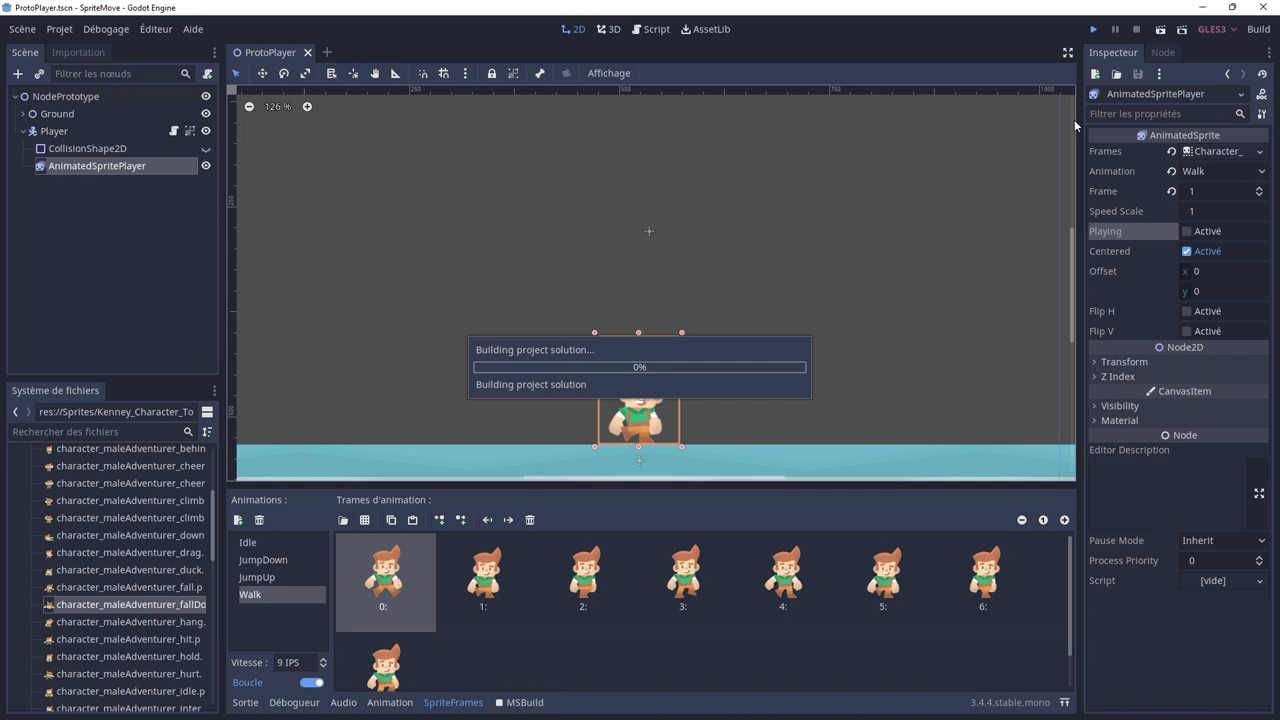 ProtoPlayer.tscn - SpriteMove - Godot Engine
Scène Projet Débogage Éditeur Aide
2D 3D Script AssetLib
GLES3 Build
Scène Importation
Filtrer les nœuds
NodePrototype
Ground
Player
CollisionShape2D
AnimatedSpritePlayer
Système de fichiers
res://Sprites/Kenney_Character_To
Rechercher des fichiers
character_maleAdventurer_behin
character_maleAdventurer_cheer
character_maleAdventurer_cheer
character_maleAdventurer_climb
character_maleAdventurer_climb
character_maleAdventurer_down
character_maleAdventurer_drag.
character_maleAdventurer_duck.
character_maleAdventurer_fall.p
character_maleAdventurer_fallDo
character_maleAdventurer_hang.
character_maleAdventurer_hit.p
character_maleAdventurer_hold.
character_maleAdventurer_hurt.
character_maleAdventurer_idle.p
character_maleAdventurer_inter
ProtoPlayer
Affichage
250 500 750 1000
126 %
250
500
Building project solution...
0%
Building project solution
Animations :
Idle
JumpDown
JumpUp
Walk
Vitesse : 9 IPS
Boucle
Trames d'animation :
0: 1: 2: 3: 4: 5: 6:
Sortie Débogueur Audio Animation SpriteFrames MSBuild
3.4.4.stable.mono
Inspecteur Node
AnimatedSpritePlayer
Filtrer les propriétés
AnimatedSprite
Frames Character_
Animation Walk
Frame 1
Speed Scale 1
Playing Activé
Centered Activé
Offset x 0
y 0
Flip H Activé
Flip V Activé
Node2D
Transform
Z Index
CanvasItem
Visibility
Material
Node
Editor Description
Pause Mode Inherit
Process Priority 0
Script [vide]